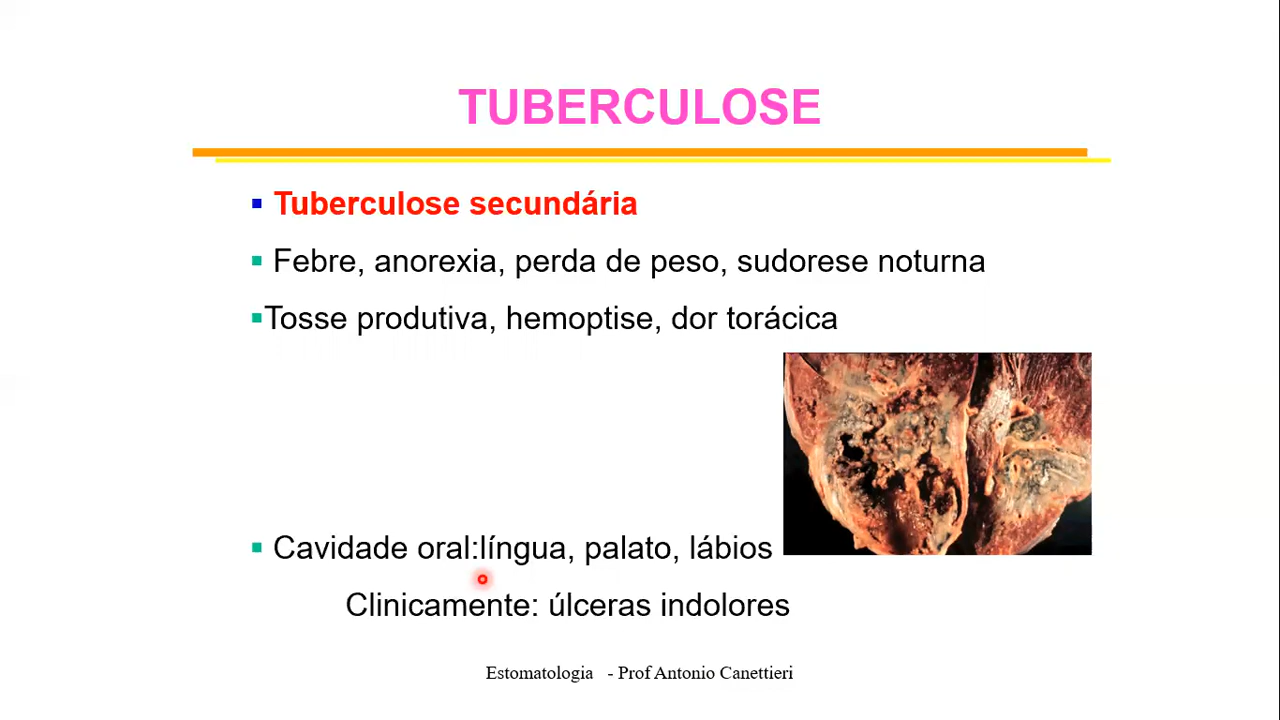 TUBERCULOSE
Tuberculose secundária
Febre, anorexia, perda de peso, sudorese noturna
Tosse produtiva, hemoptise, dor torácica
Cavidade oral:língua, palato, lábios
Clinicamente: úlceras indolores
Estomatologia - Prof Antonio Canettieri